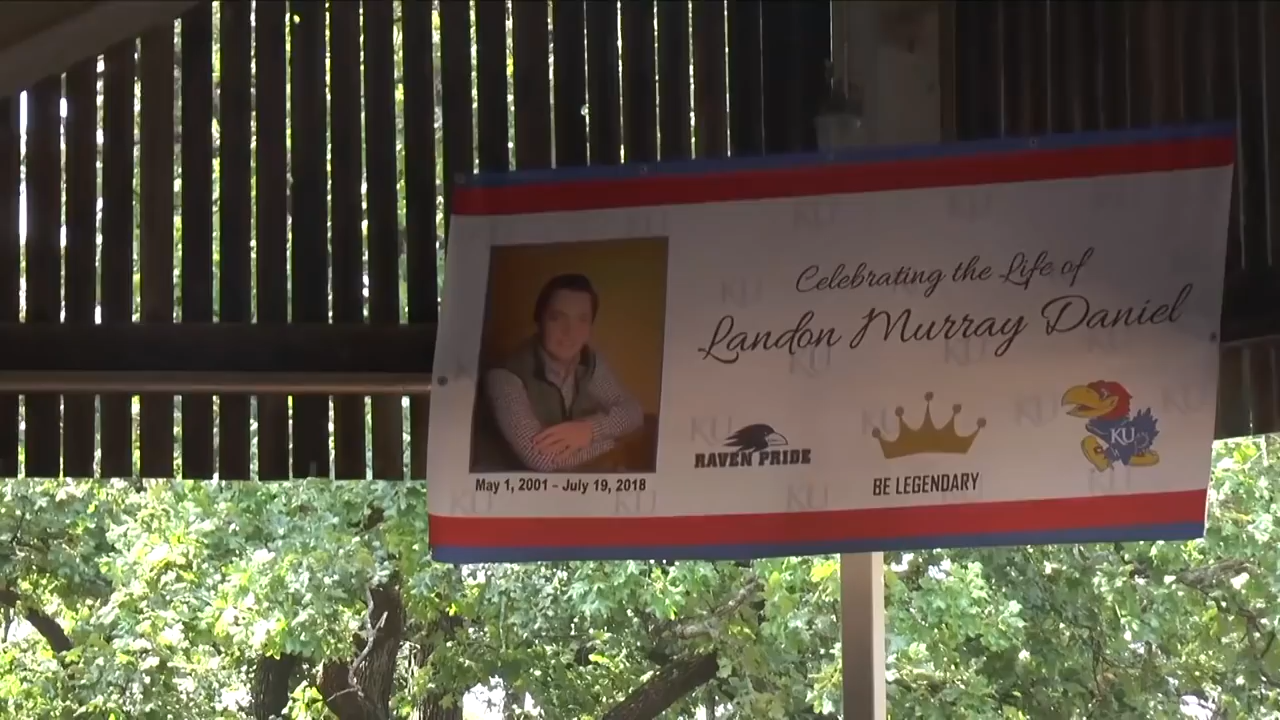 Celebrating the Life of
Landon Murray Daniel
May 1, 2001 - July 19, 2018
RAVEN PRIDE
BE LEGENDARY
KU